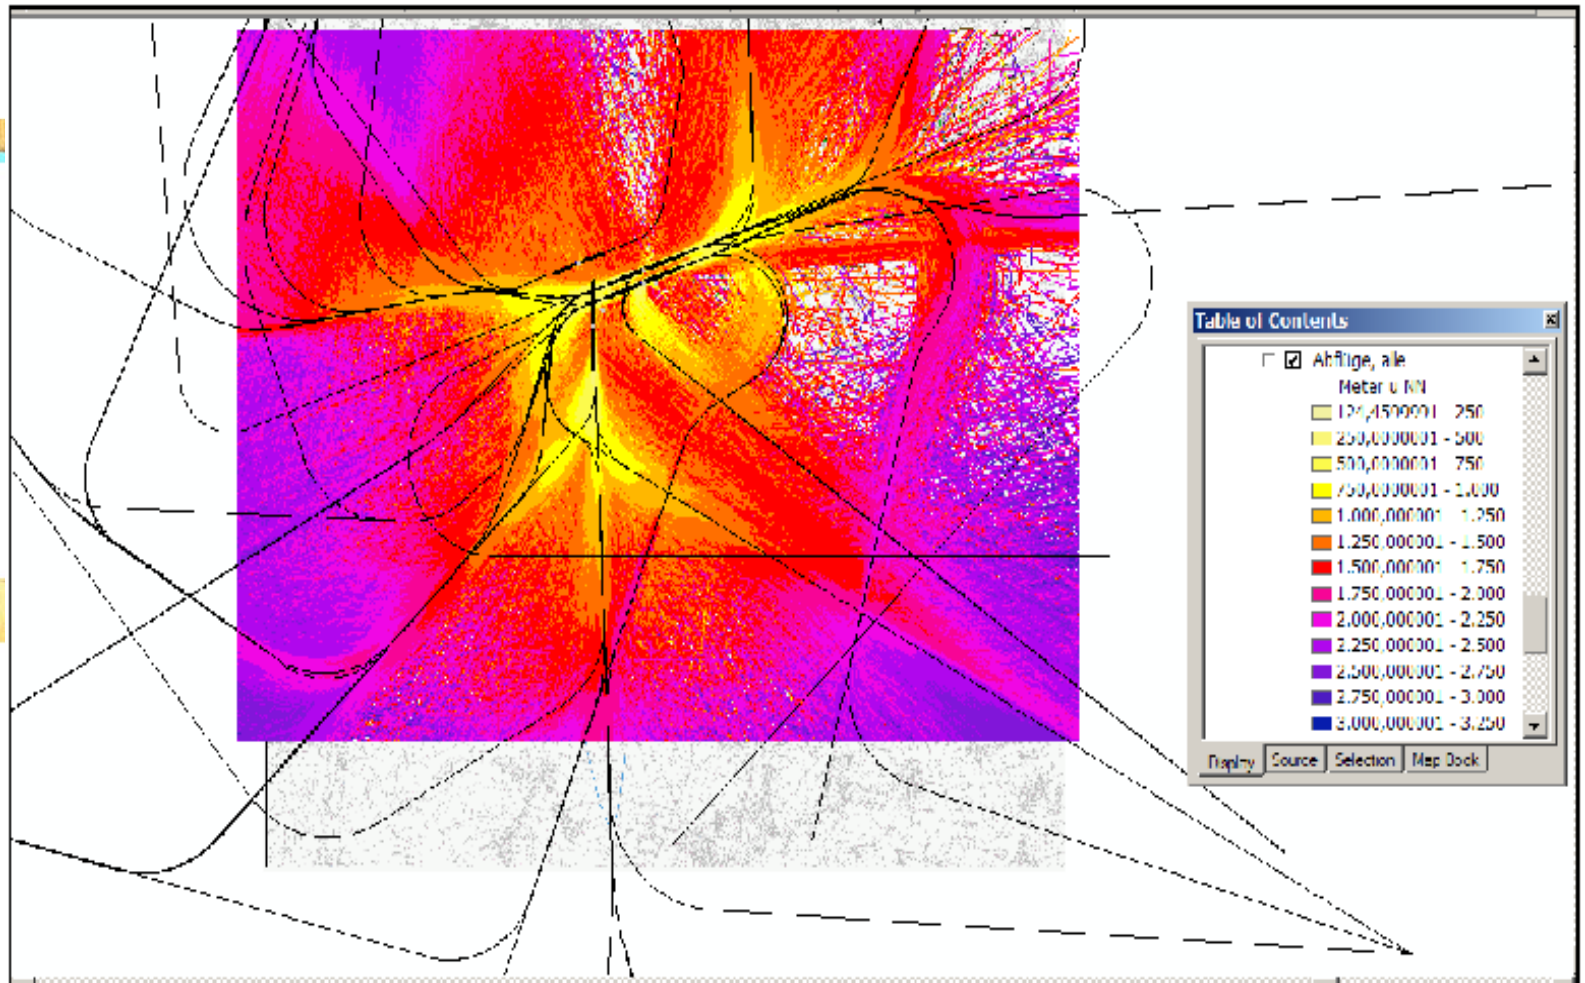 Table of Contents
Abflüge, alle
Meter ü NN
250
250,0000001 - 500
500,0000001 - 750
750,0000001 - 1.000
1.000,000001 - 1.250
1.250,000001 - 1.500
1.500,000001 - 1.750
1.750,000001 - 2.000
2.000,000001 - 2.250
2.250,000001 - 2.500
2.500,000001 - 2.750
2.750,000001 - 3.000
3.000,000001 - 3.250
Display Source Selection Map Book